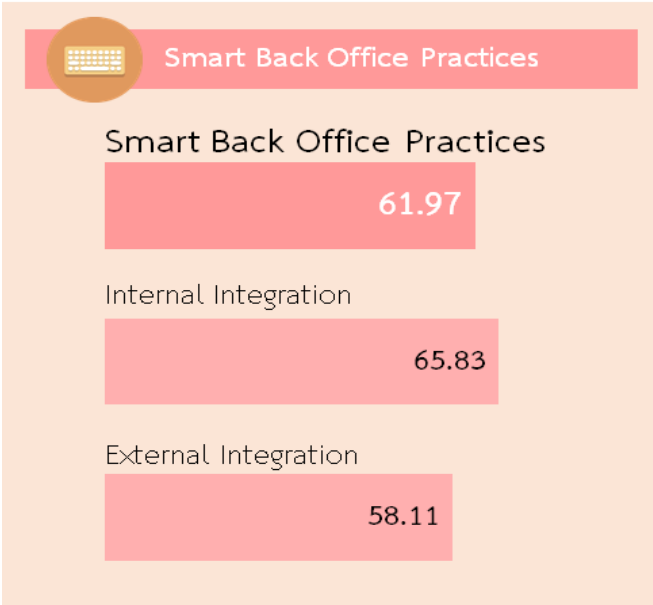 Smart Back Office Practices
Smart Back Office Practices
61.97
Internal Integration
65.83
External Integration
58.11